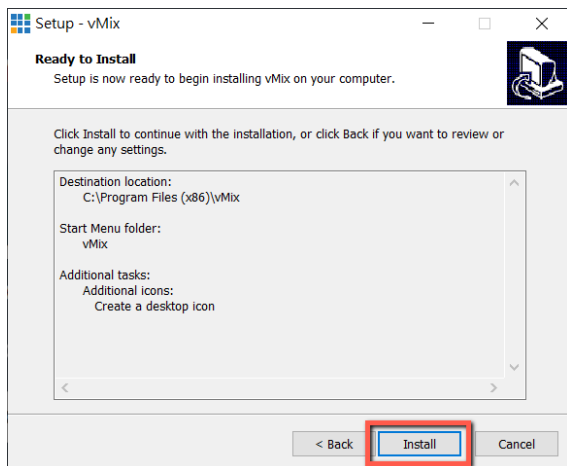 Setup - vMix
Ready to Install
Setup is now ready to begin installing vMix on your computer.
Click Install to continue with the installation, or click Back if you want to review or
change any settings.
Destination location:
C:\Program Files (x86)\vMix
Start Menu folder:
vMix
Additional tasks:
Additional icons:
Create a desktop icon
< Back
Install
Cancel